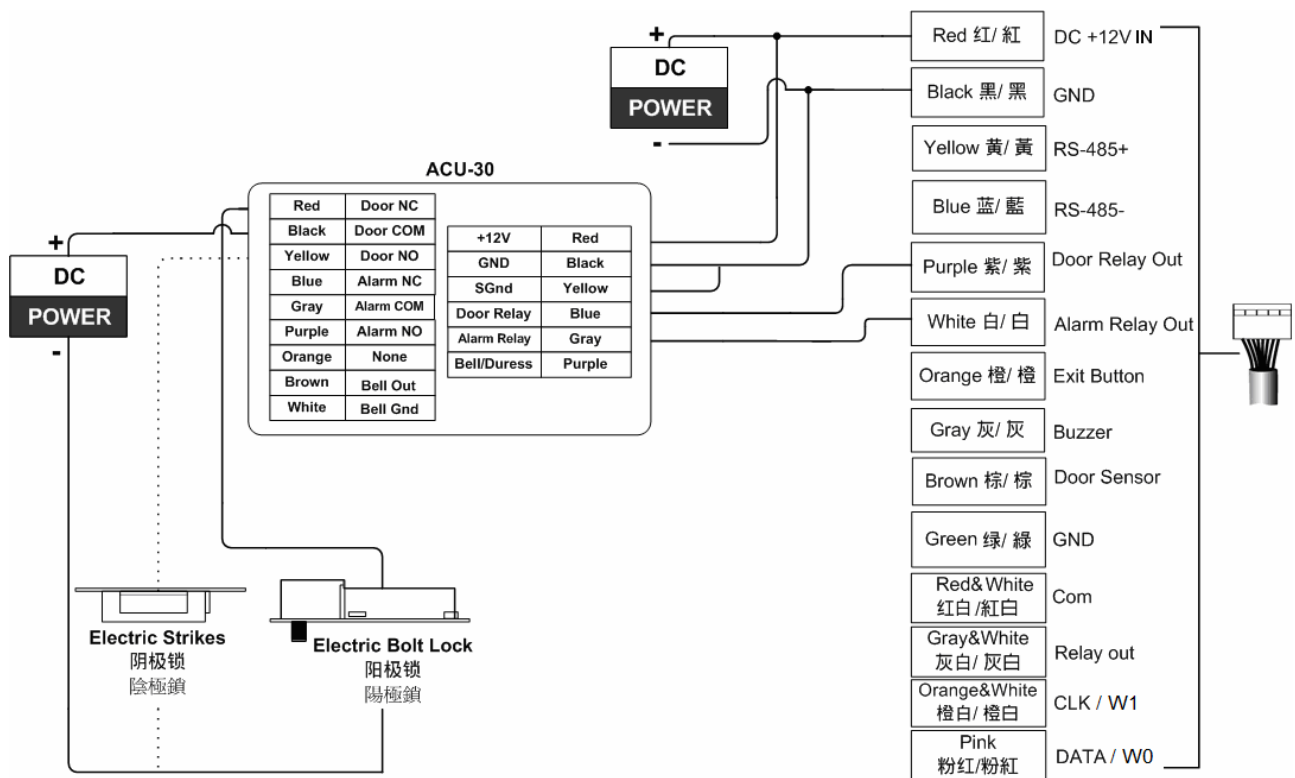 +
DC
POWER
-
Red 红/ 紅 DC +12V IN
Black 黑/ 黑 GND
Yellow 黄/ 黃 RS-485+
Blue 蓝/ 藍 RS-485-
Purple 紫/ 紫 Door Relay Out
White 白/ 白 Alarm Relay Out
Orange 橙/ 橙 Exit Button
Gray 灰/ 灰 Buzzer
Brown 棕/ 棕 Door Sensor
Green 绿/ 綠 GND
Red&White
红白 /紅白
Com
Gray&White
灰白/ 灰白
Relay out
Orange&White
橙白/ 橙白
CLK / W1
Pink
粉红/粉紅
DATA / W0
ACU-30
Red Door NC
Black Door COM
Yellow Door NO
Blue Alarm NC
Gray Alarm COM
Purple Alarm NO
Orange None
Brown Bell Out
White Bell Gnd
+12V Red
GND Black
SGnd Yellow
Door Relay Blue
Alarm Relay Gray
Bell/Duress Purple
+
DC
POWER
-
Electric Strikes
阴极锁
陰極鎖
Electric Bolt Lock
阳极锁
陽極鎖